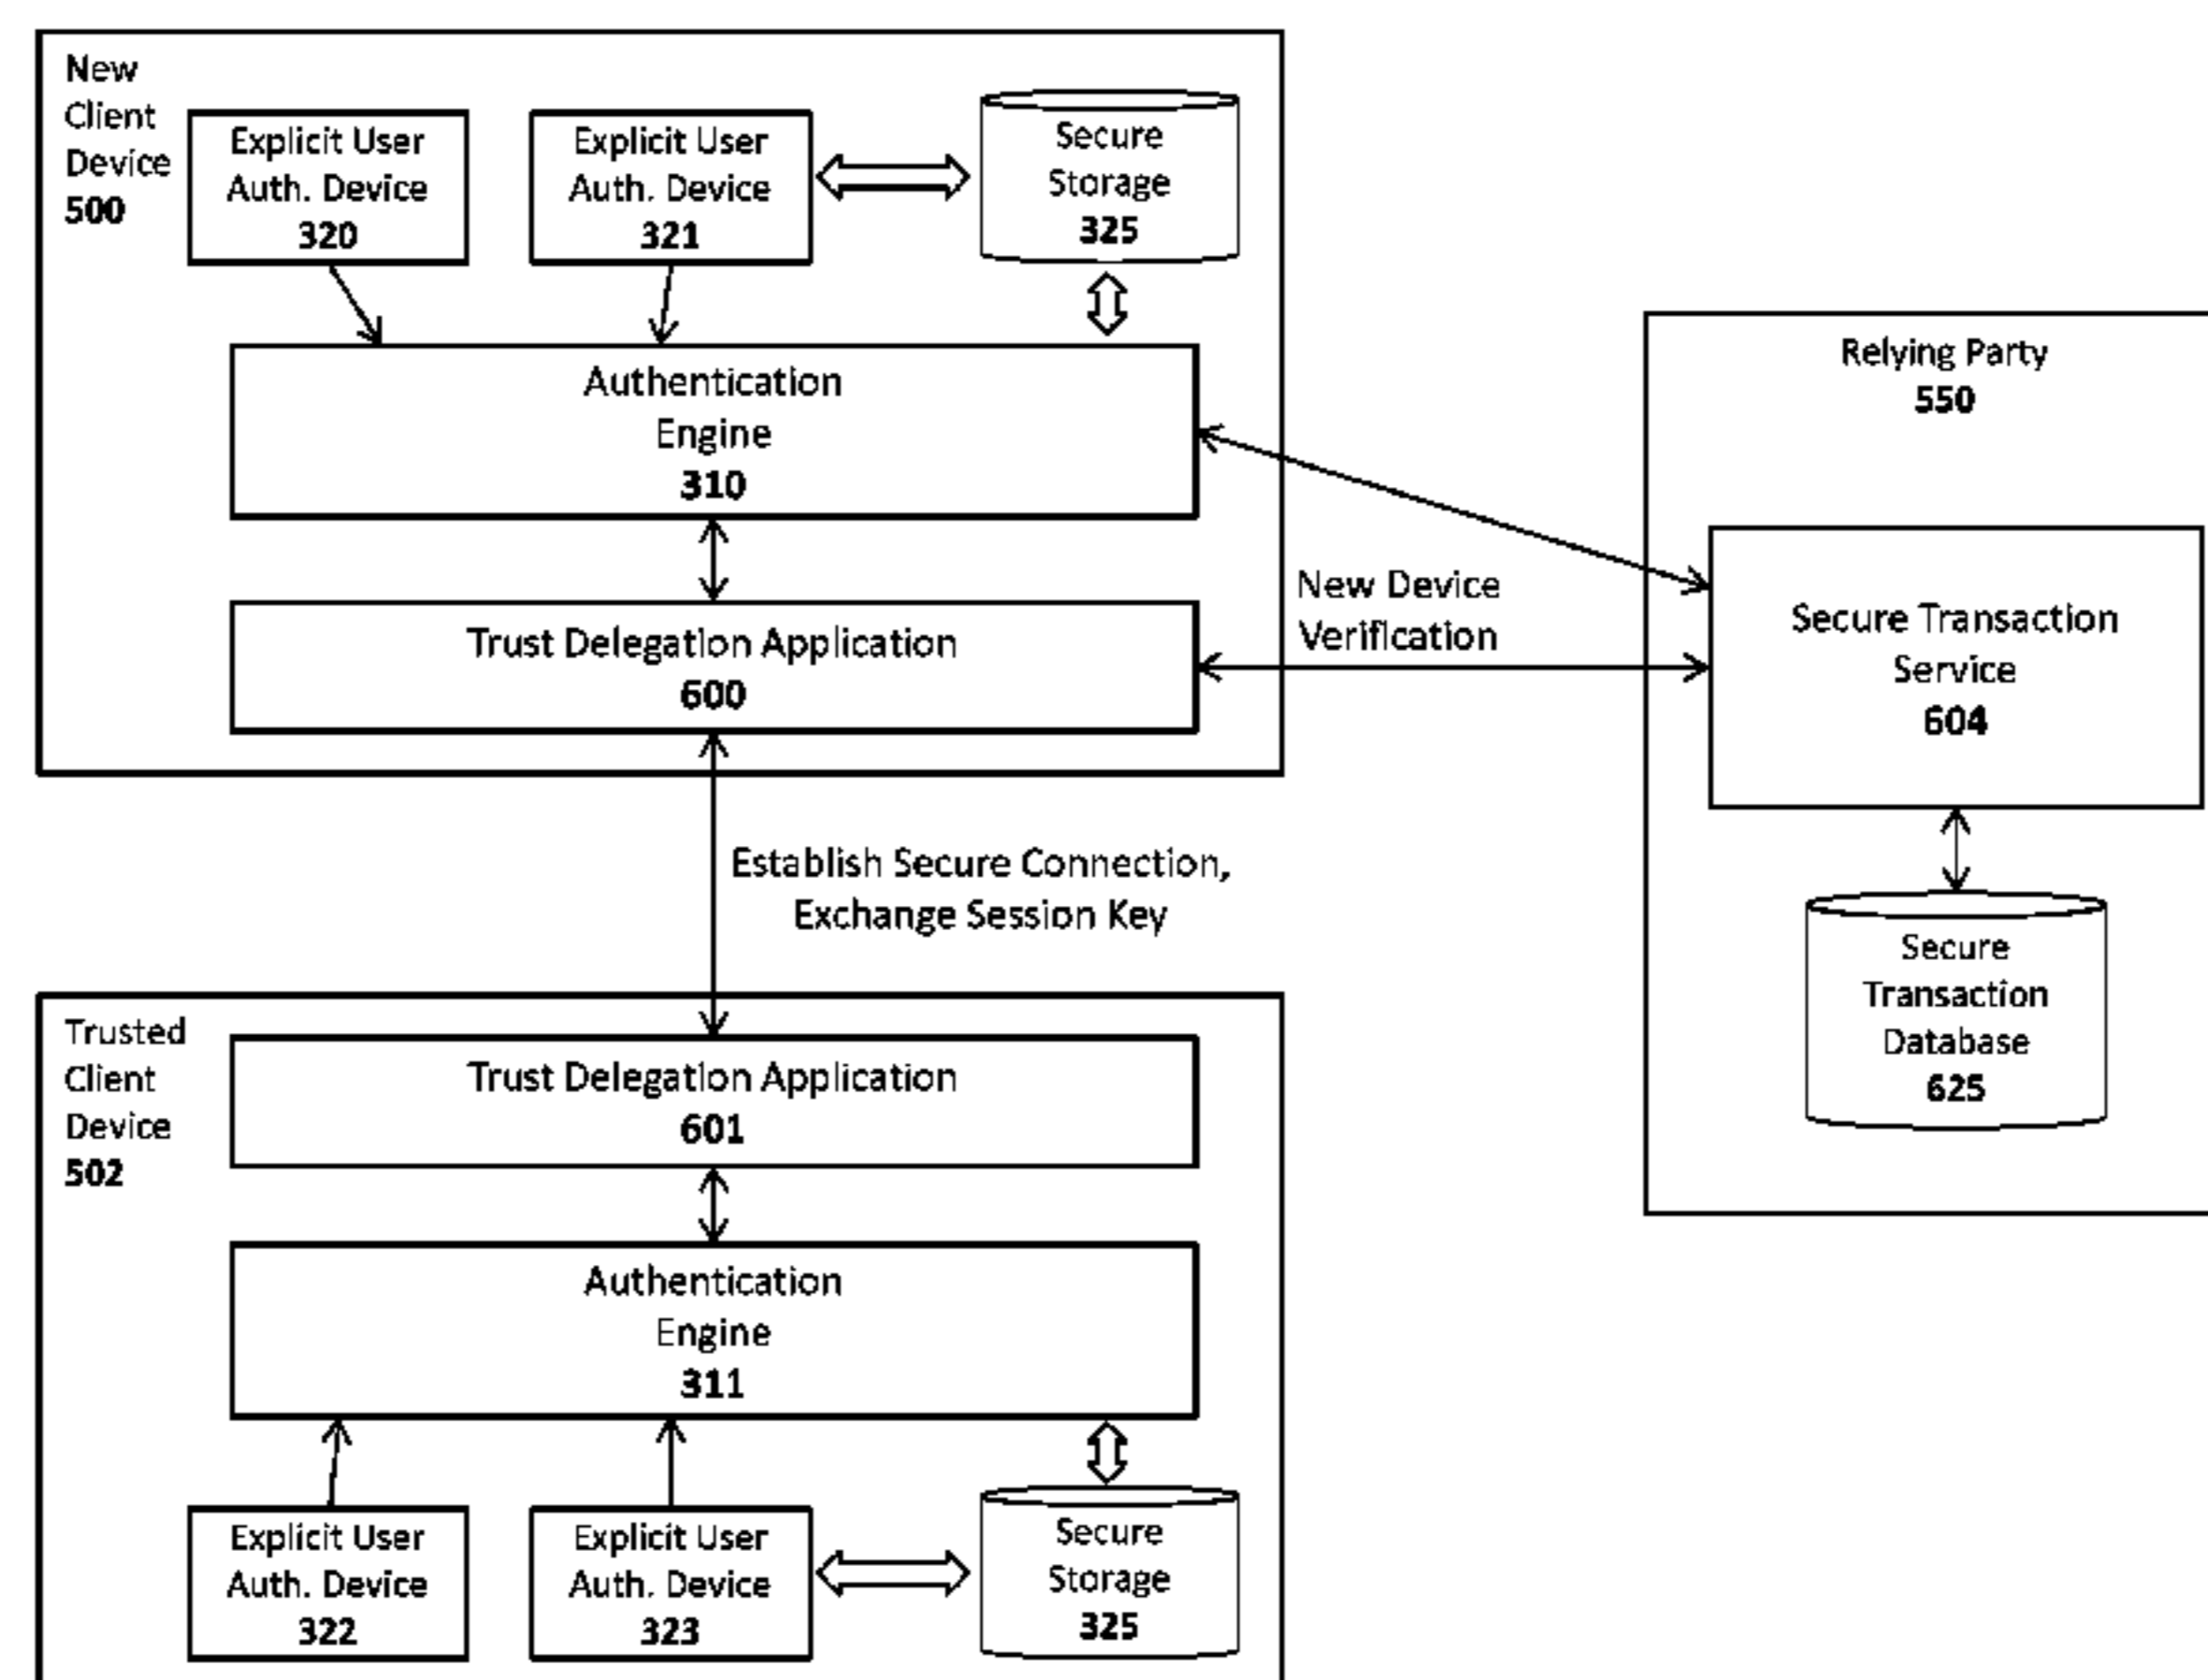 New
Client
Device
500
Explicit User
Auth. Device
320
Explicit User
Auth. Device
321
Secure
Storage
325
Authentication
Engine
310
Trust Delegation Application
600
New Device
Verification
Relying Party
550
Secure Transaction
Service
604
Secure
Transaction
Database
625
Establish Secure Connection,
Exchange Session Key
Trusted
Client
Device
502
Trust Delegation Application
601
Authentication
Engine
311
Explicit User
Auth. Device
322
Explicit User
Auth. Device
323
Secure
Storage
325